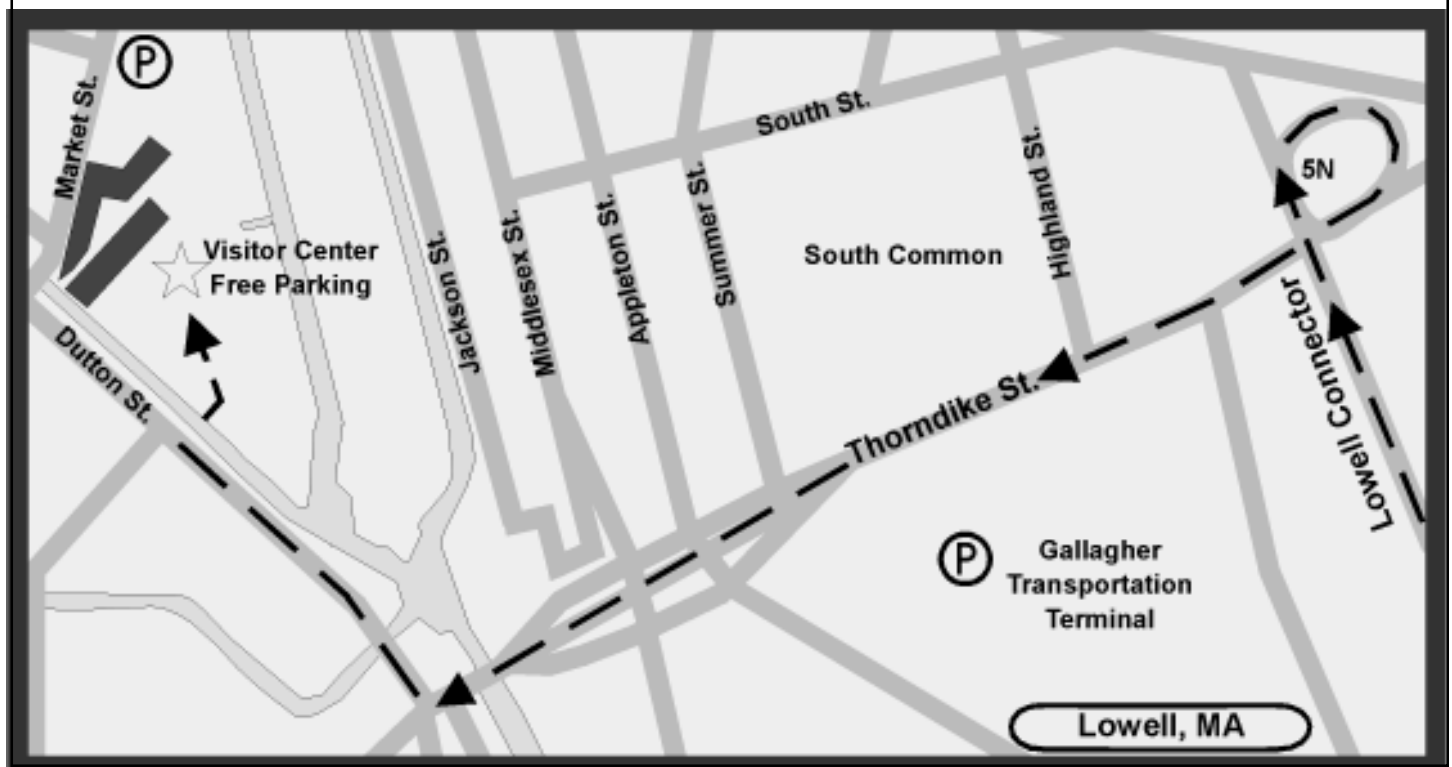 P
Market St.
South St.
5N
Visitor Center
Free Parking
Highland St.
Summer St.
South Common
Appleton St.
Middlesex St.
Jackson St.
Dutton St.
Thorndike St.
Lowell Connector
P
Gallagher
Transportation
Terminal
Lowell, MA